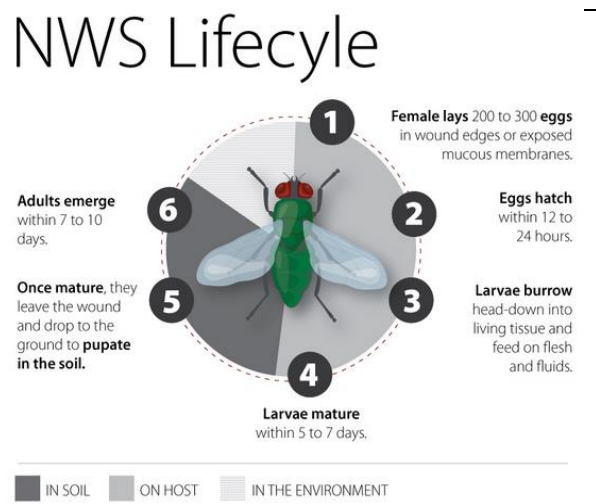 NWS Lifecyle
1
Female lays 200 to 300 eggs
in wound edges or exposed
mucous membranes.
2
Eggs hatch
within 12 to
24 hours.
3
Larvae burrow
head-down into
living tissue and
feed on flesh
and fluids.
4
Larvae mature
within 5 to 7 days.
5
Once mature, they
leave the wound
and drop to the
ground to pupate
in the soil.
6
Adults emerge
within 7 to 10
days.
IN SOIL
ON HOST
IN THE ENVIRONMENT